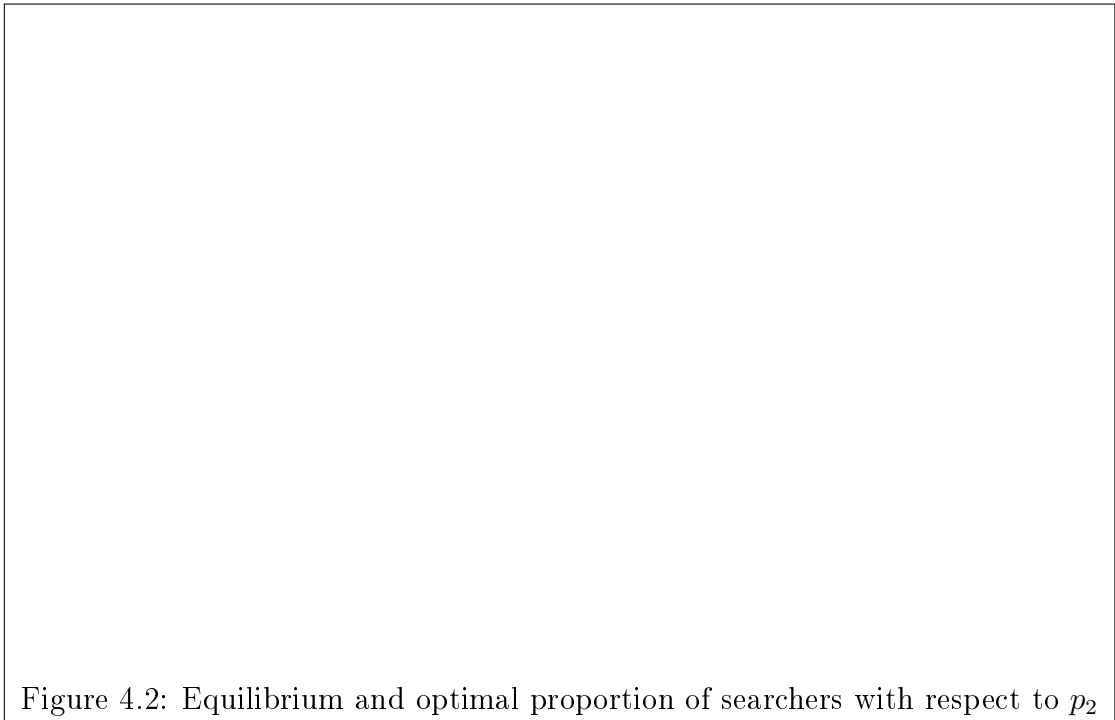 Figure 4.2: Equilibrium and optimal proportion of searchers with respect to p₂